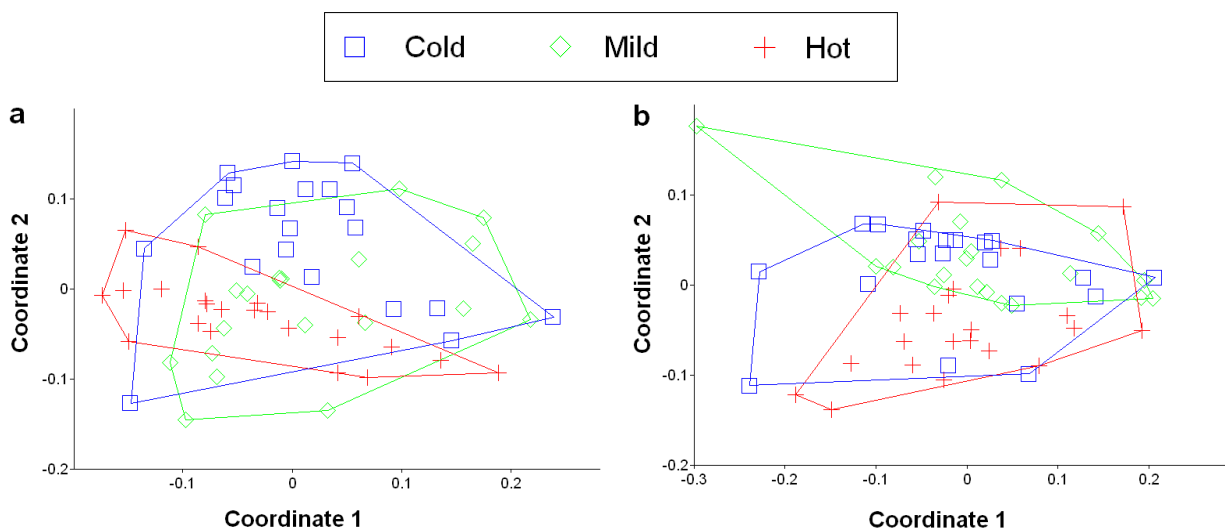 Cold Mild Hot
a
0.1
0
-0.1
-0.2
-0.1 0 0.1 0.2
Coordinate 2
Coordinate 1
b
0.1
0
-0.1
-0.2
-0.3 -0.2 -0.1 0 0.1 0.2
Coordinate 2
Coordinate 1